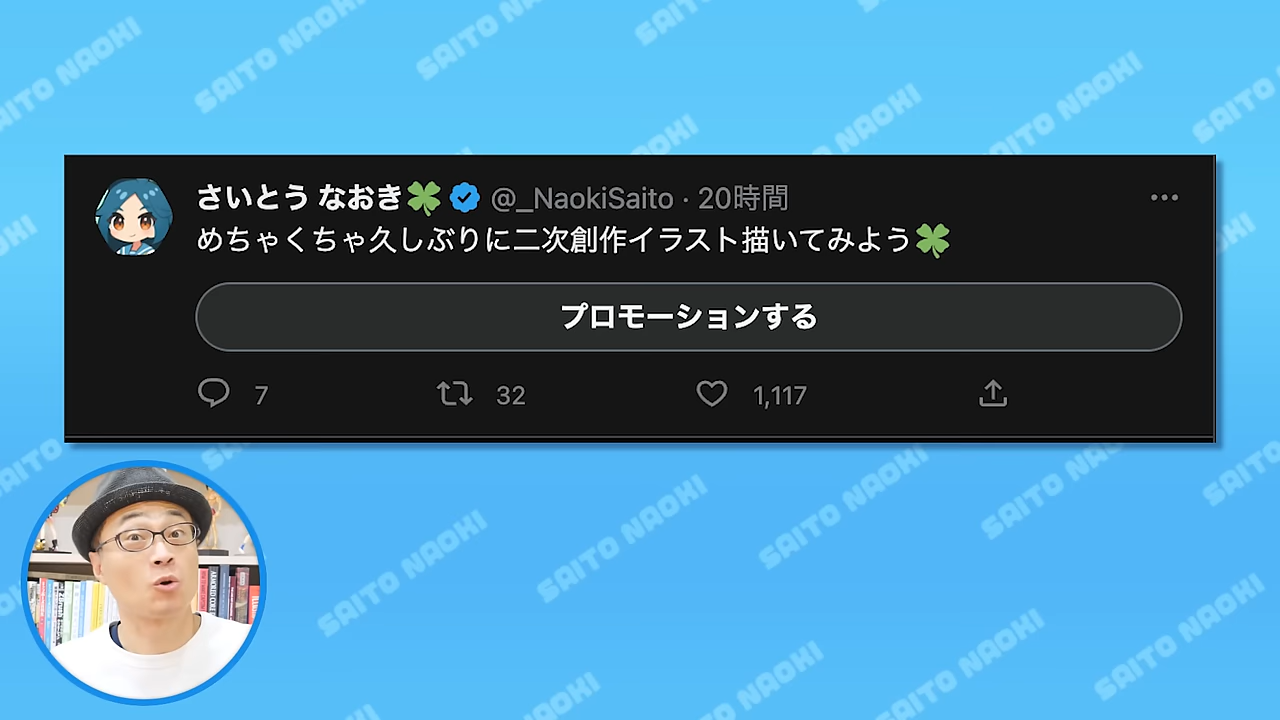 さいとう なおき🍀 @_NaokiSaito · 20時間
めちゃくちゃ久しぶりに二次創作イラスト描いてみよう🍀
プロモーションする
7 32 1,117
SAITO NAOKI